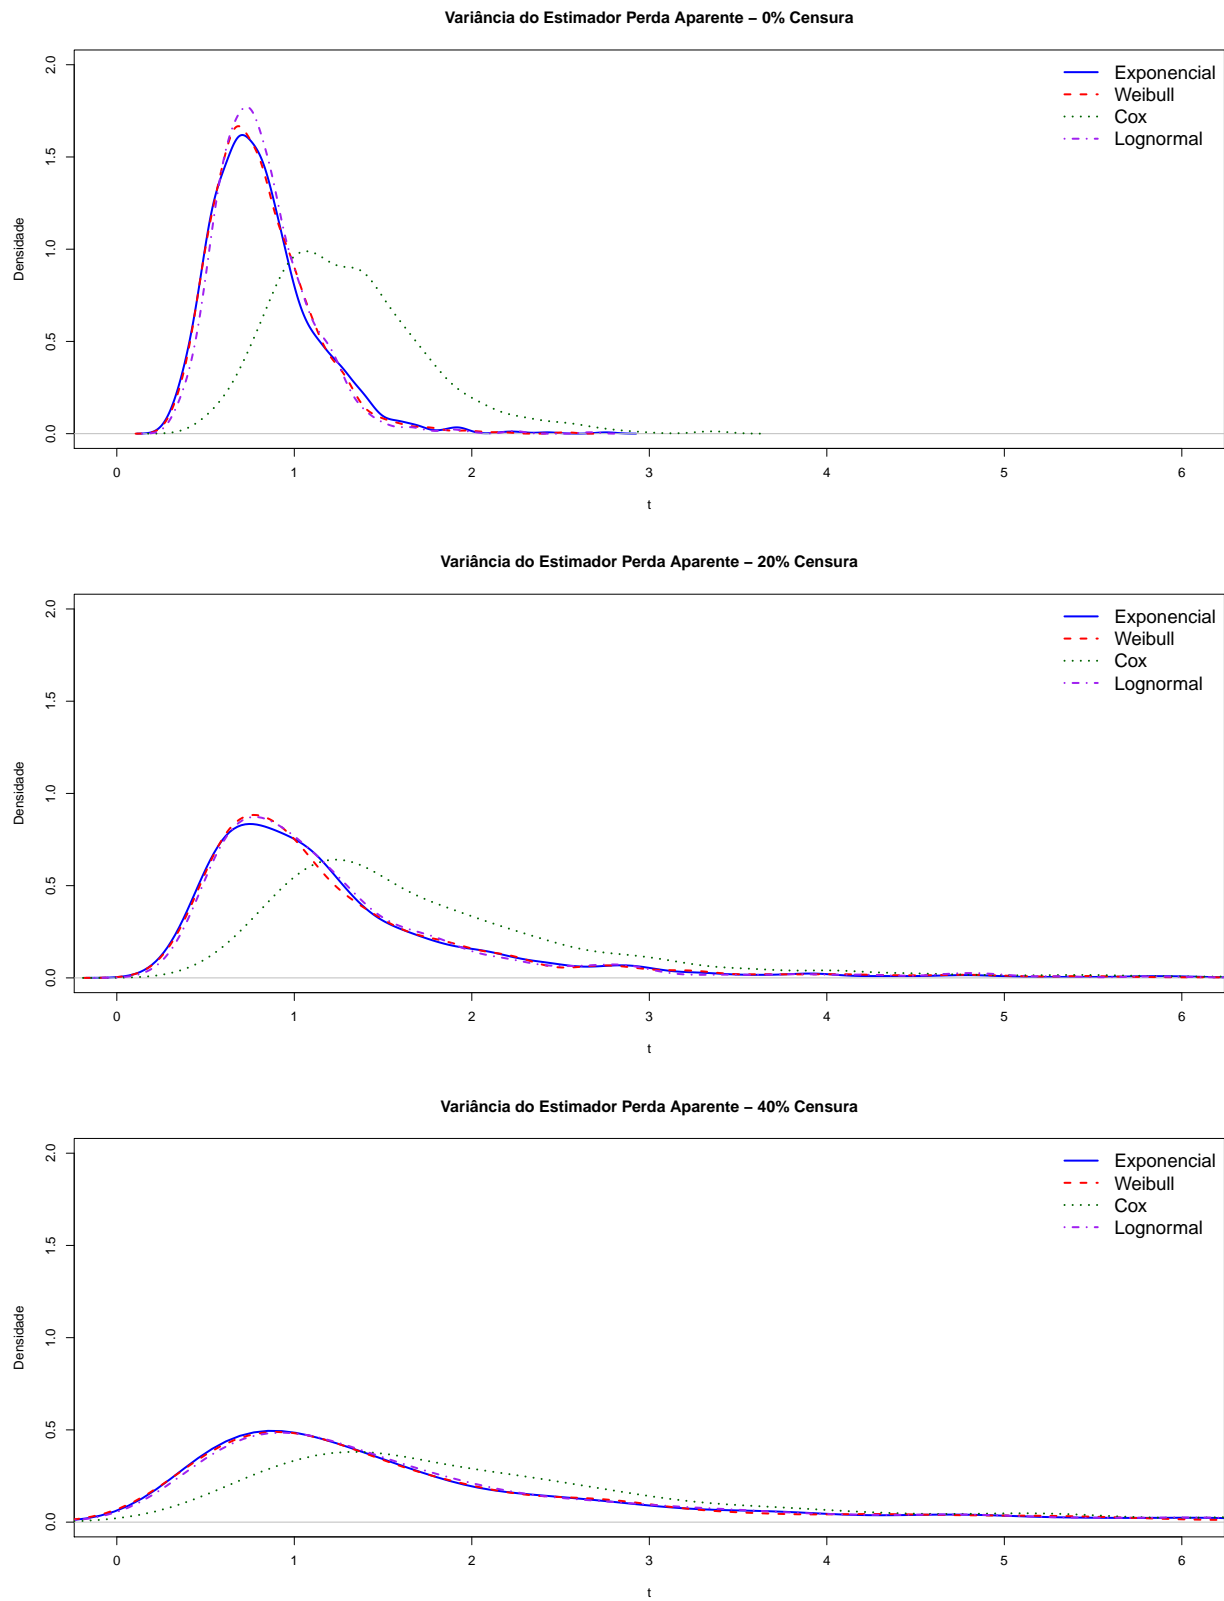 Variância do Estimador Perda Aparente – 0% Censura
2.0
1.5
1.0
0.5
0.0
Densidade
Exponencial
Weibull
Cox
Lognormal
0 1 2 3 4 5 6
t
Variância do Estimador Perda Aparente – 20% Censura
2.0
1.5
1.0
0.5
0.0
Densidade
Exponencial
Weibull
Cox
Lognormal
0 1 2 3 4 5 6
t
Variância do Estimador Perda Aparente – 40% Censura
2.0
1.5
1.0
0.5
0.0
Densidade
Exponencial
Weibull
Cox
Lognormal
0 1 2 3 4 5 6
t